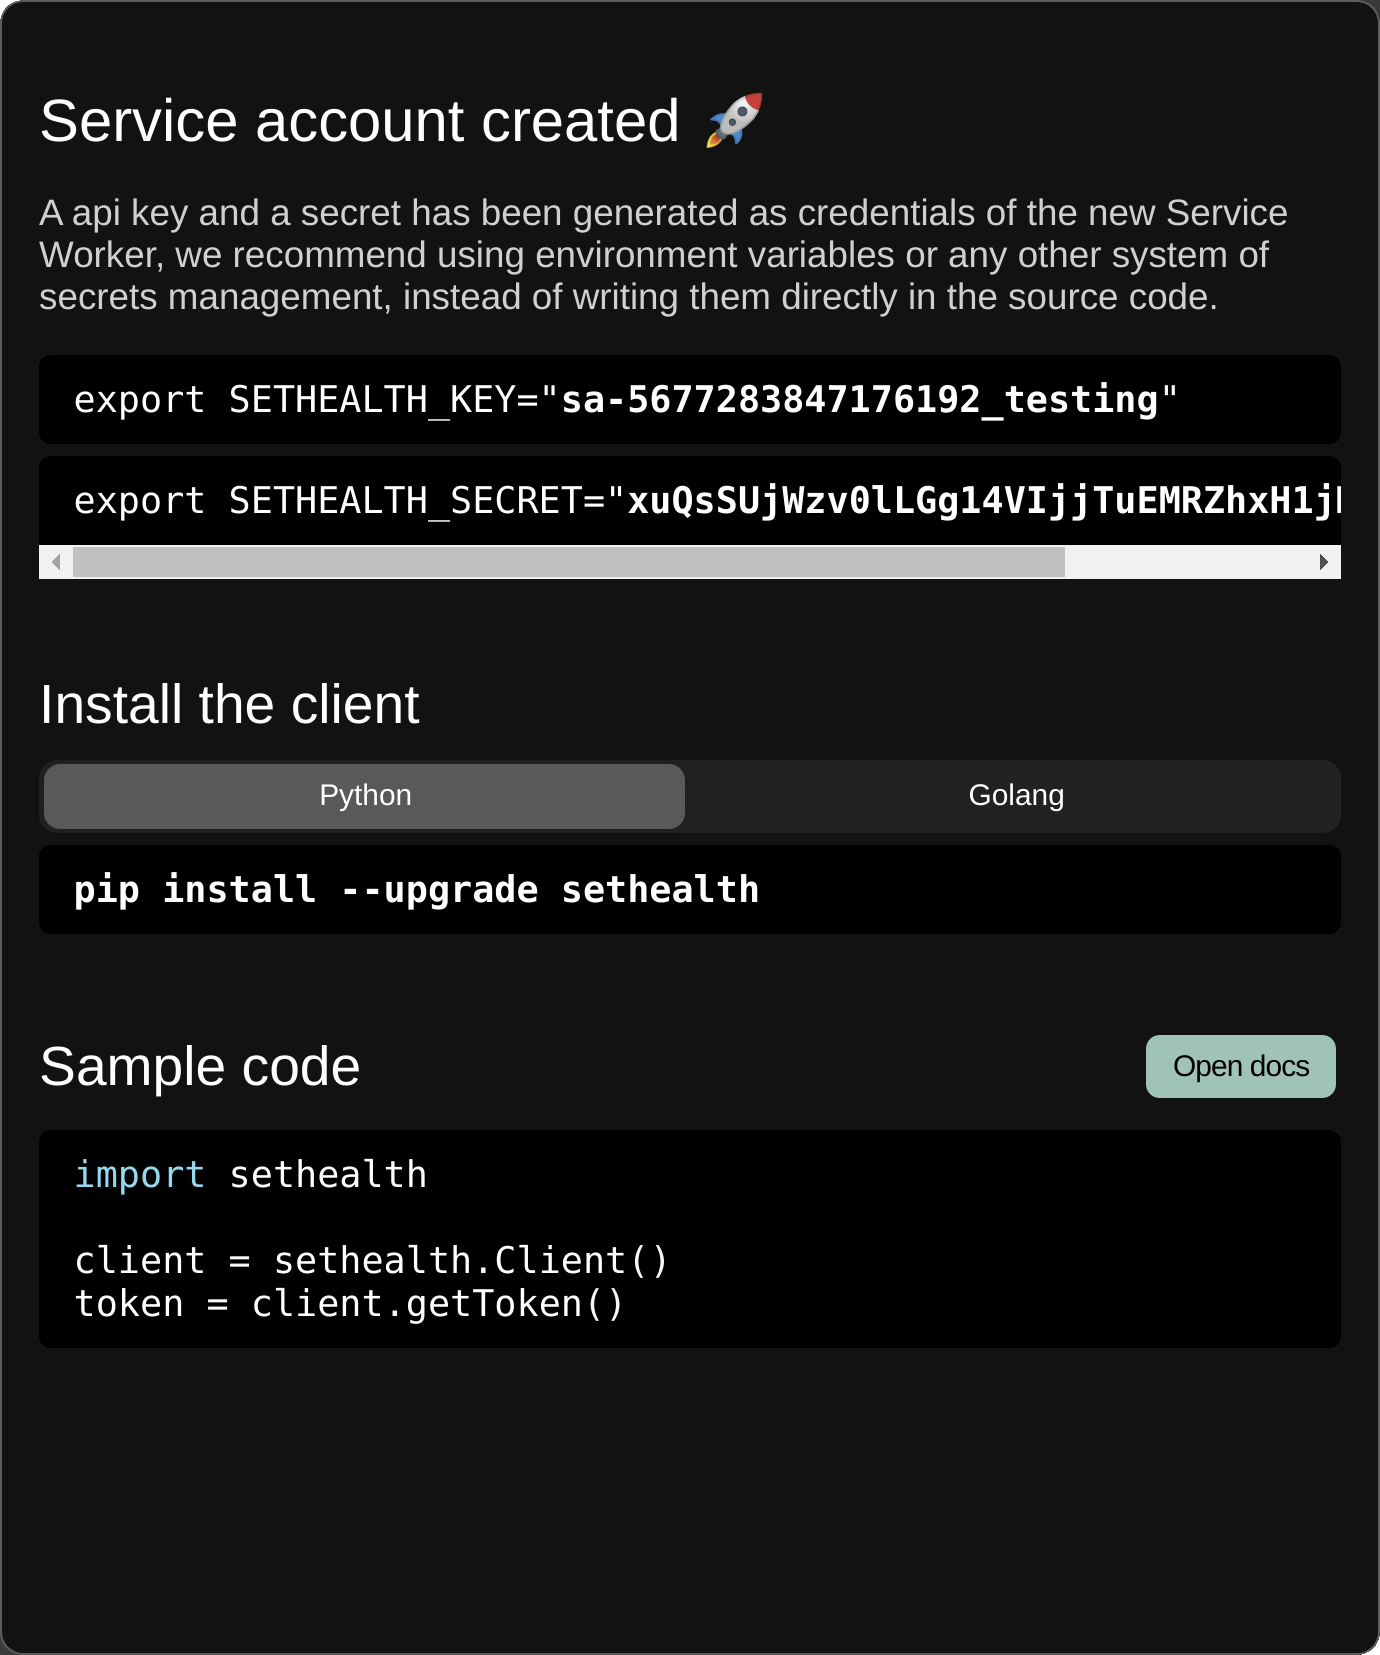 Service account created 🚀
A api key and a secret has been generated as credentials of the new Service
Worker, we recommend using environment variables or any other system of
secrets management, instead of writing them directly in the source code.
export SETHEALTH_KEY="sa-5677283847176192_testing"
export SETHEALTH_SECRET="xuQsSUjWzv0lLGg14VIjjTuEMRZhxH1j
Install the client
Python
Golang
pip install --upgrade sethealth
Sample code
Open docs
import sethealth
client = sethealth.Client()
token = client.getToken()